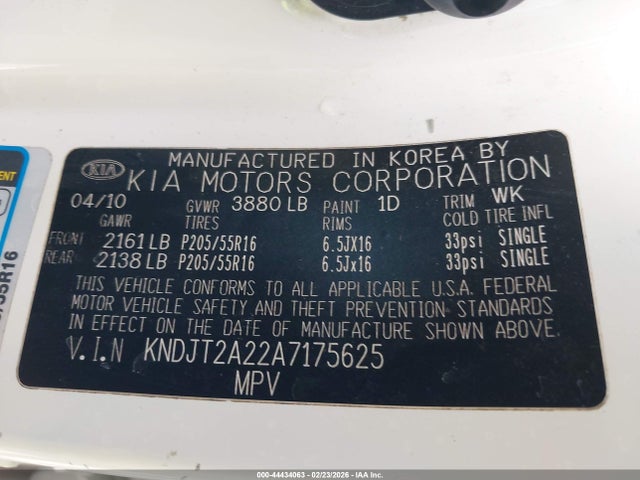 MANUFACTURED IN KOREA BY
KIA KIA MOTORS CORPORATION
04/10 GVWR 3880 LB PAINT 1D TRIM WK
GAWR TIRES RIMS COLD TIRE INFL
FRONT 2161 LB P205/55R16 6.5JX16 33psi SINGLE
REAR 2138 LB P205/55R16 6.5Jx16 33psi SINGLE
THIS VEHICLE CONFORMS TO ALL APPLICABLE U.S.A. FEDERAL
MOTOR VEHICLE SAFETY AND THEFT PREVENTION STANDARDS
IN EFFECT ON THE DATE OF MANUFACTURE SHOWN ABOVE.
V.I.N KNDJT2A22A7175625
MPV
000-44434063 - 02/23/2026 - IAA Inc.